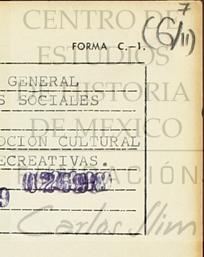 CENTRO DE
ESTUDIOS
DE HISTORIA
DE MEXICO
7
(6/11)
FORMA C.-1.
GENERAL
S SOCIALES
OCION CULTURAL
ECREATIVAS.
ACIÓN
Carlos Slim